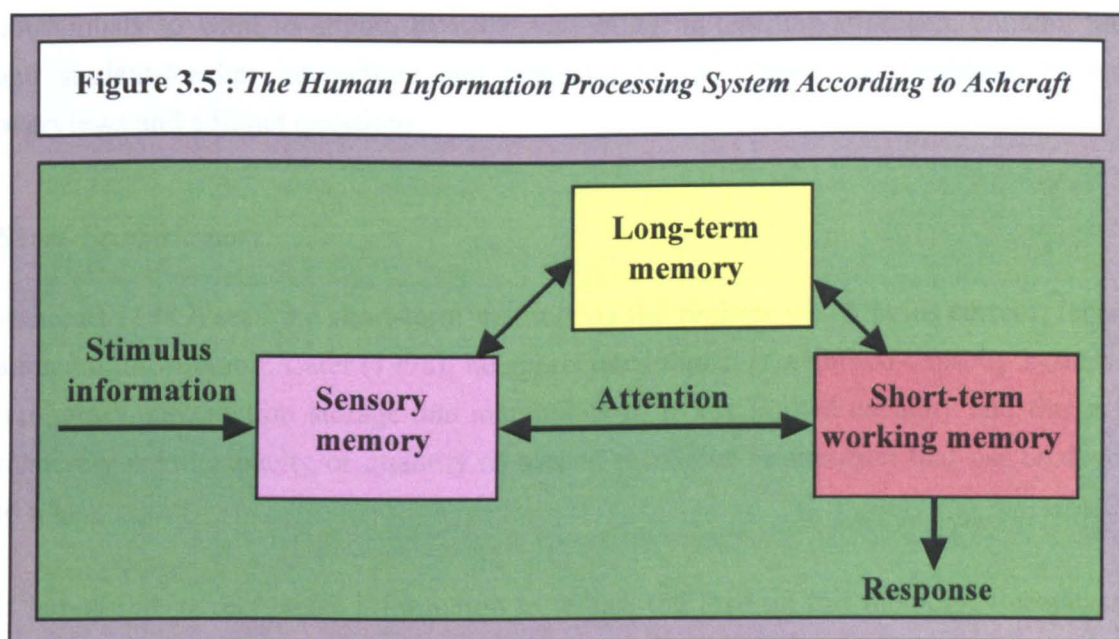 Figure 3.5 : The Human Information Processing System According to Ashcraft
Long-term
memory
Stimulus
information
Sensory
memory
Attention
Short-term
working memory
Response